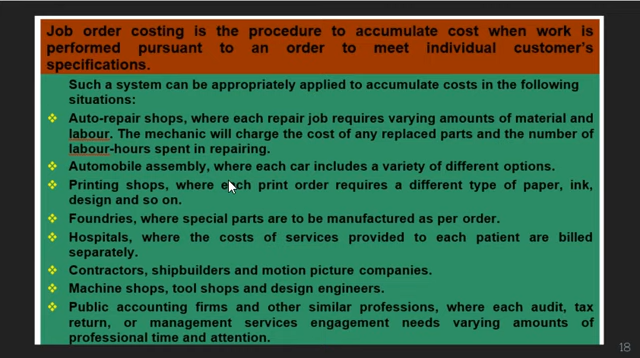 Job order costing is the procedure to accumulate cost when work is
performed pursuant to an order to meet individual customer's
specifications.
Such a system can be appropriately applied to accumulate costs in the following
situations:
Auto-repair shops, where each repair job requires varying amounts of material and
labour. The mechanic will charge the cost of any replaced parts and the number of
labour-hours spent in repairing.
Automobile assembly, where each car includes a variety of different options.
Printing shops, where each print order requires a different type of paper, ink,
design and so on.
Foundries, where special parts are to be manufactured as per order.
Hospitals, where the costs of services provided to each patient are billed
separately.
Contractors, shipbuilders and motion picture companies.
Machine shops, tool shops and design engineers.
Public accounting firms and other similar professions, where each audit, tax
return, or management services engagement needs varying amounts of
professional time and attention.
18